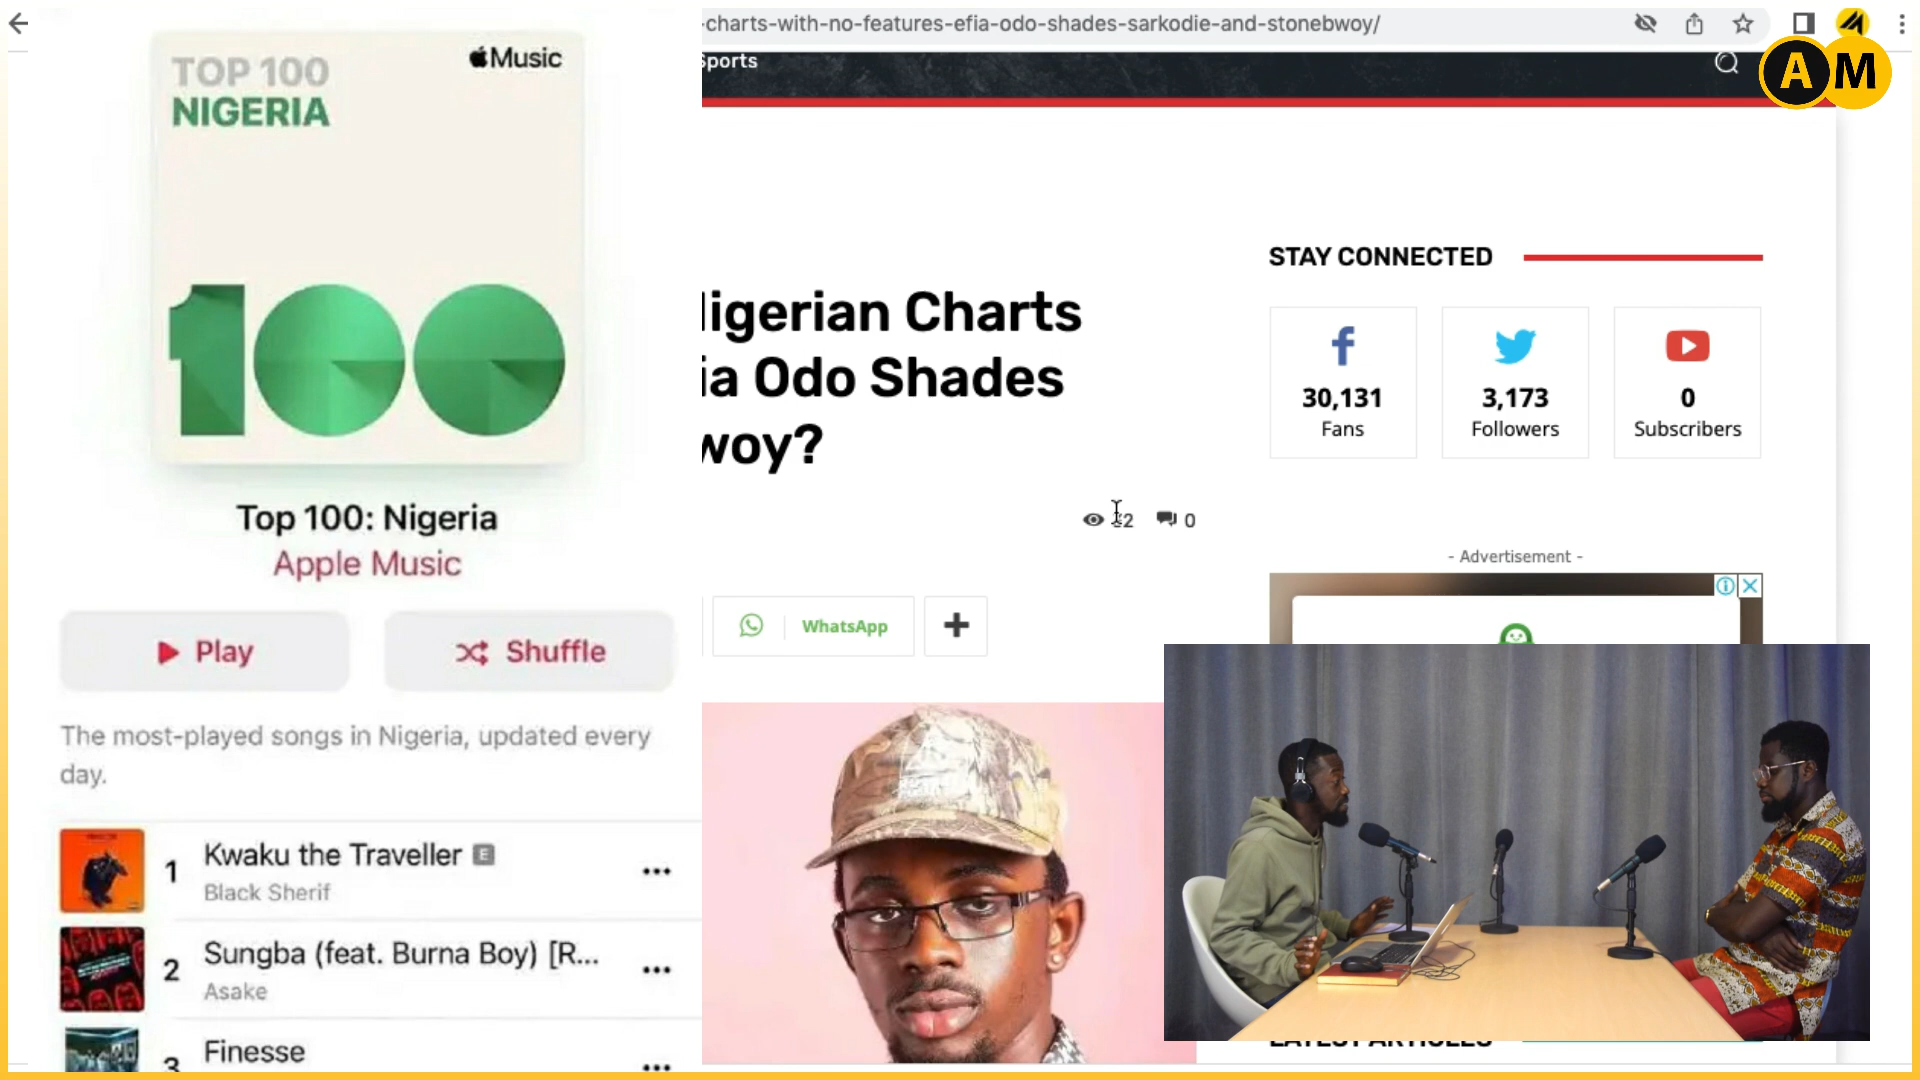 TOP 100
NIGERIA
Music
100
Top 100: Nigeria
Apple Music
Play
Shuffle
The most-played songs in Nigeria, updated every
day.
1
Kwaku the Traveller E
Black Sherif
2
Sungba (feat. Burna Boy) [R...
Asake
3
Finesse
-charts-with-no-features-efia-odo-shades-sarkodie-and-stonebwoy/
Sports
A M
igerian Charts
ia Odo Shades
woy?
0
WhatsApp
STAY CONNECTED
30,131
Fans
3,173
Followers
0
Subscribers
- Advertisement -
LATEST ARTICLES